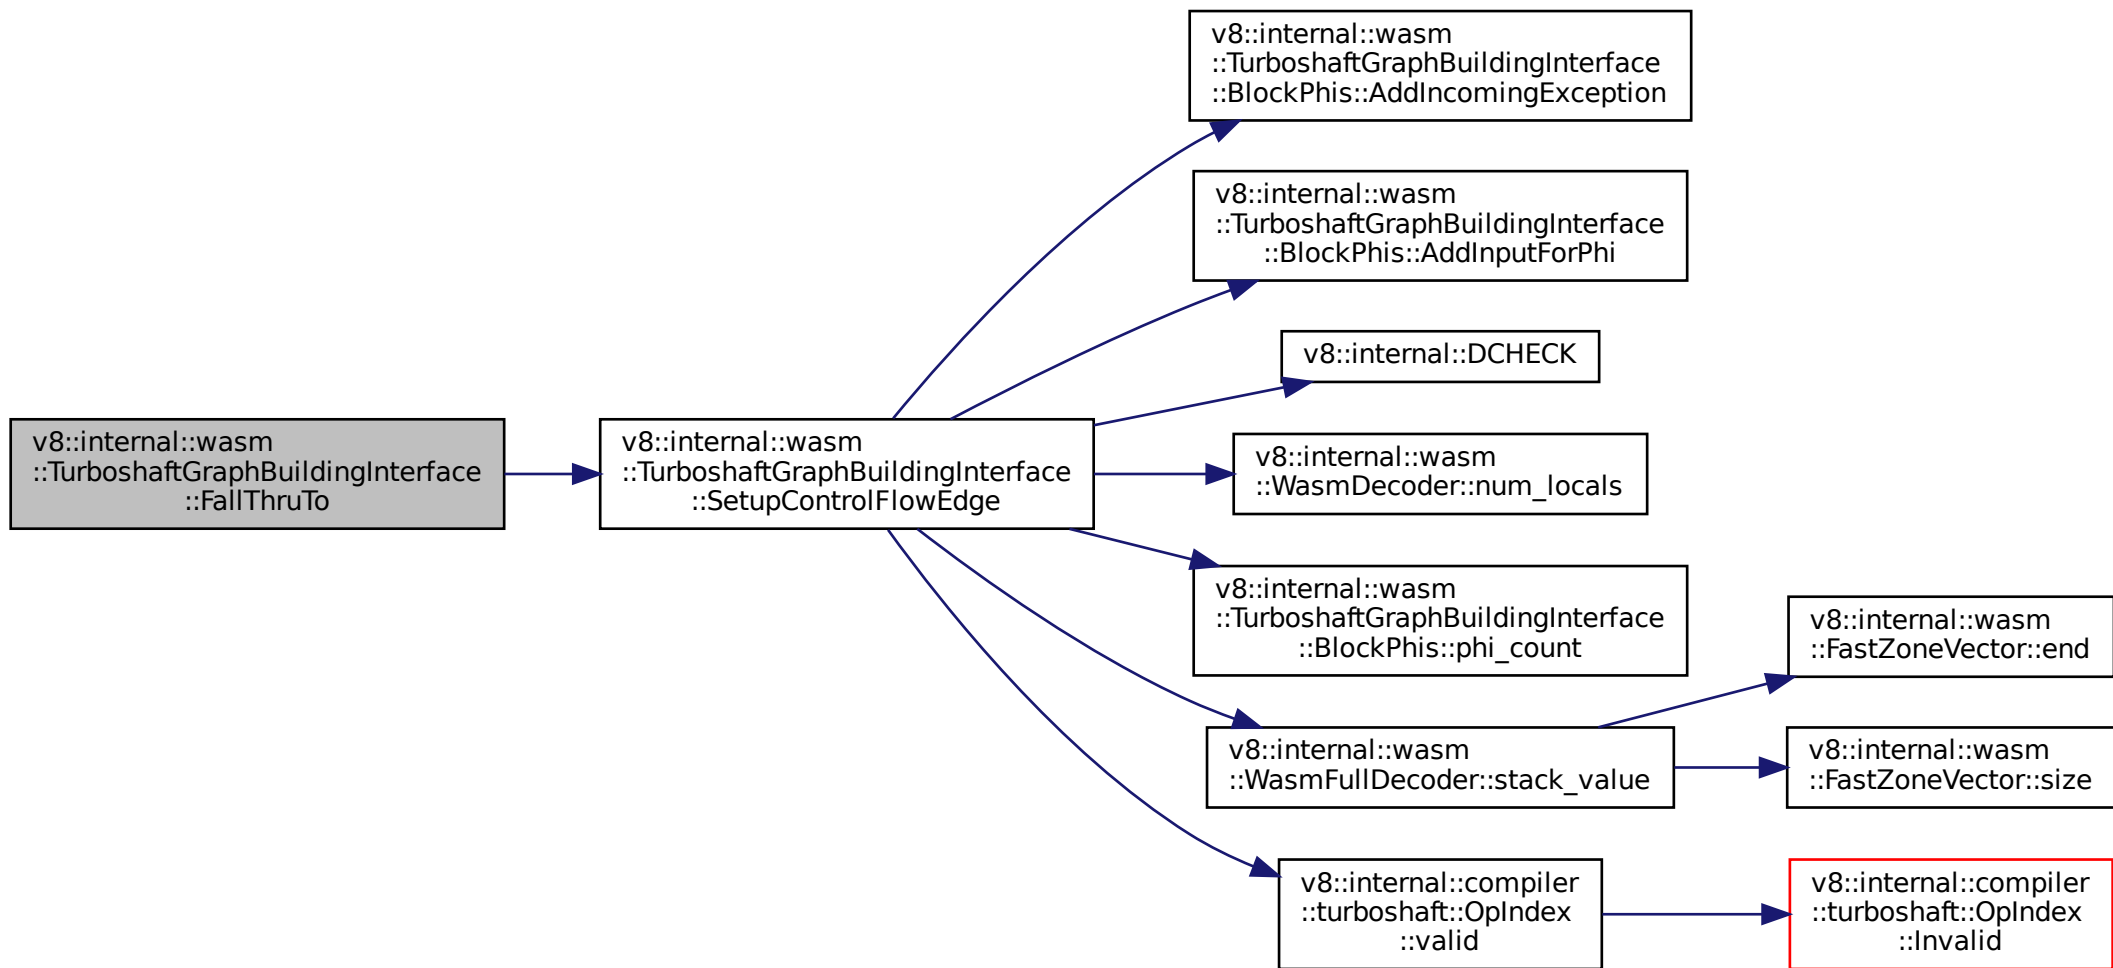 v8::internal::wasm
::TurboshaftGraphBuildingInterface
::FallThruTo
v8::internal::wasm
::TurboshaftGraphBuildingInterface
::SetupControlFlowEdge
v8::internal::wasm
::TurboshaftGraphBuildingInterface
::BlockPhis::AddIncomingException
v8::internal::wasm
::TurboshaftGraphBuildingInterface
::BlockPhis::AddInputForPhi
v8::internal::DCHECK
v8::internal::wasm
::WasmDecoder::num_locals
v8::internal::wasm
::TurboshaftGraphBuildingInterface
::BlockPhis::phi_count
v8::internal::wasm
::WasmFullDecoder::stack_value
v8::internal::wasm
::FastZoneVector::end
v8::internal::wasm
::FastZoneVector::size
v8::internal::compiler
::turboshaft::OpIndex
::valid
v8::internal::compiler
::turboshaft::OpIndex
::Invalid